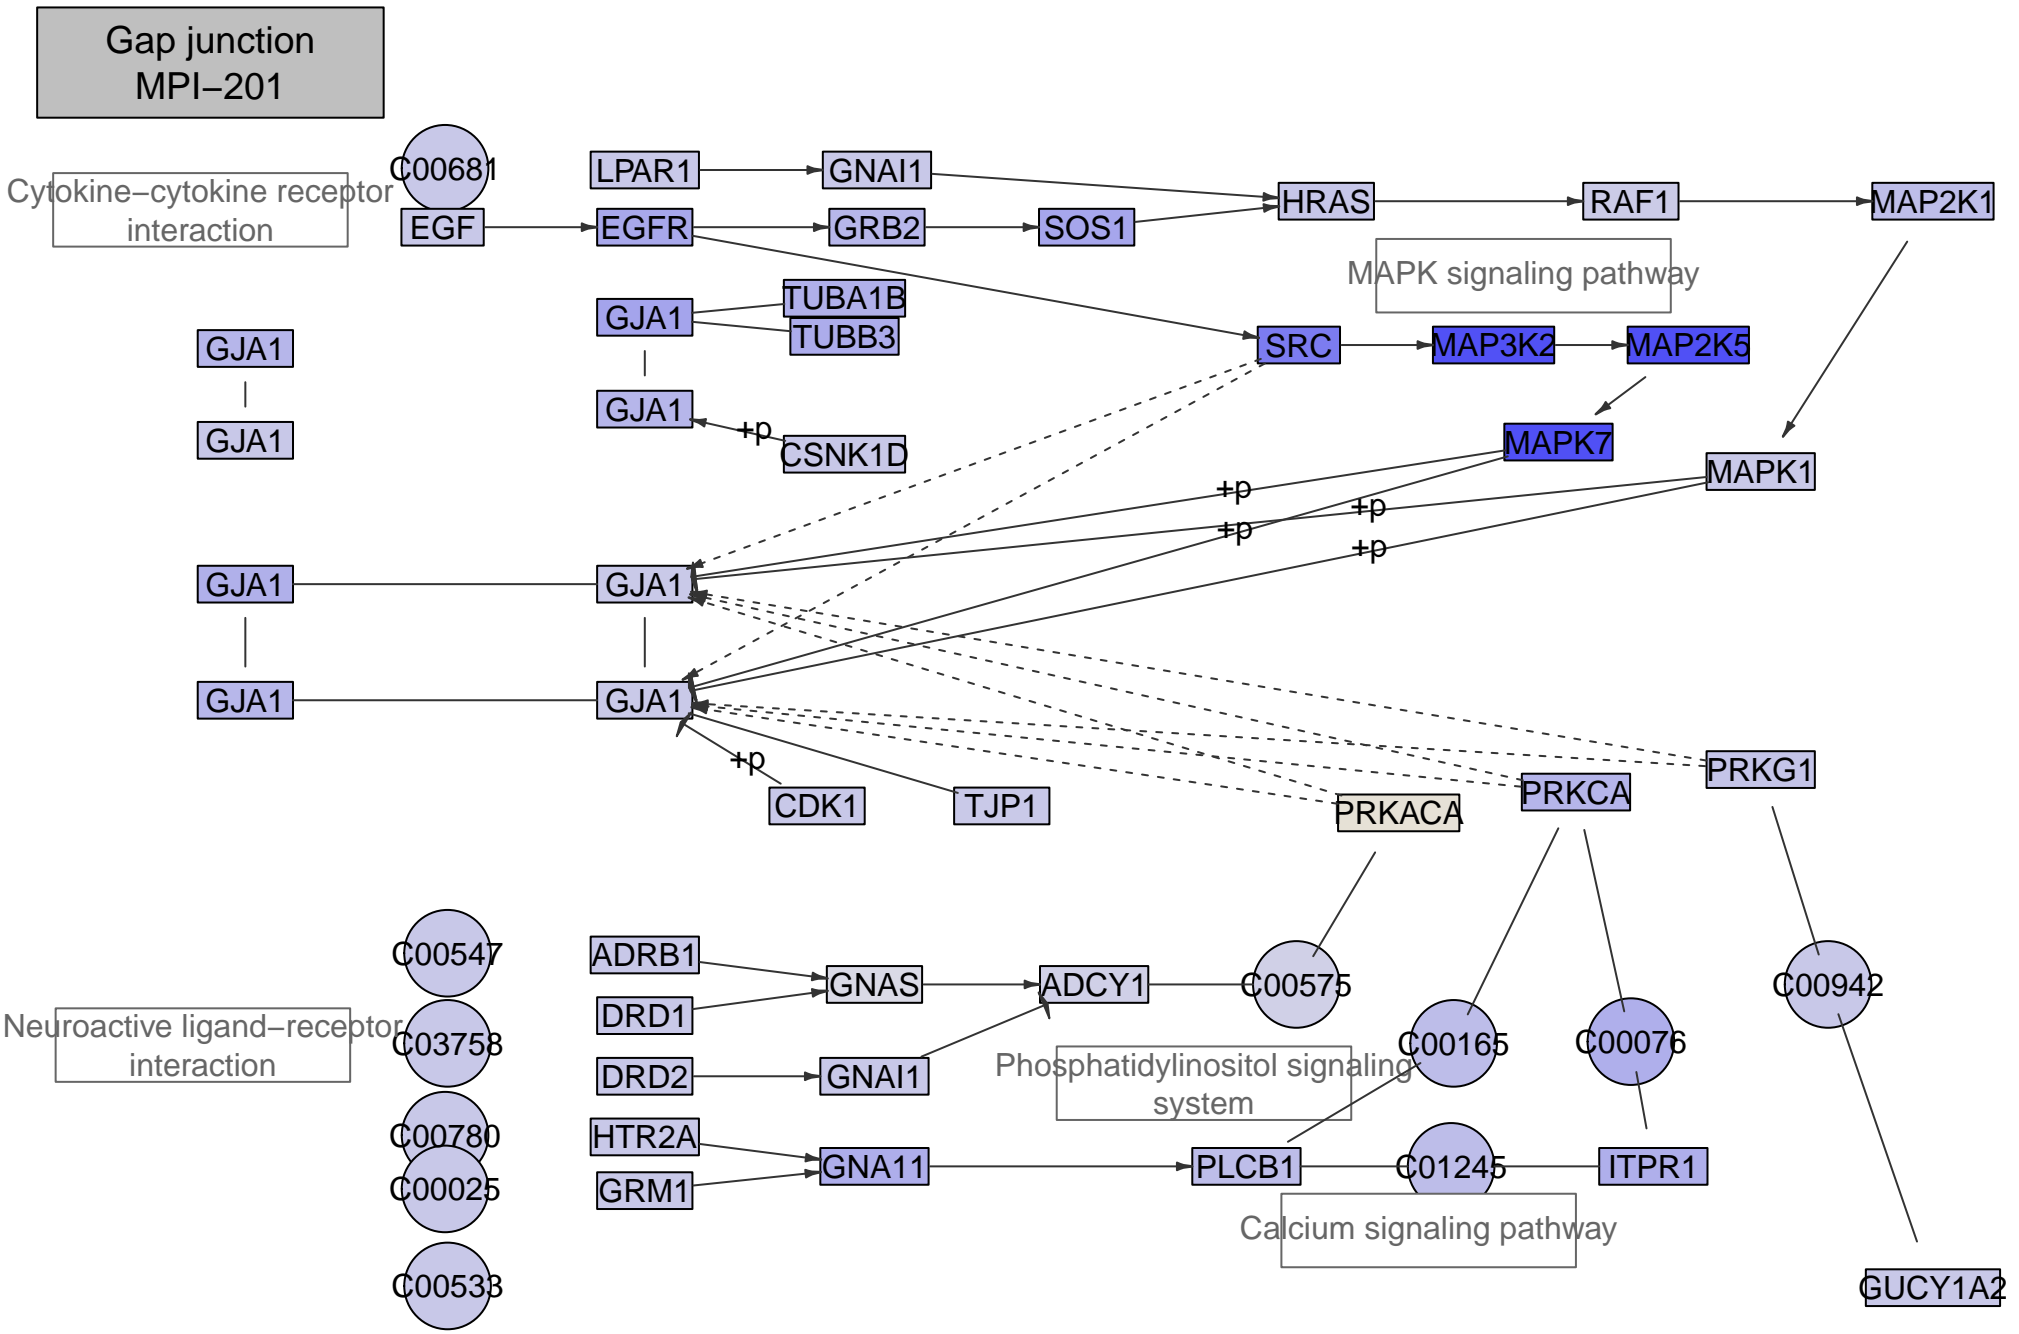 Gap junction
MPI−201
C00681
LPAR1
GNAI1
Cytokine−cytokine receptor
interaction
HRAS
RAF1
MAP2K1
EGF
EGFR
GRB2
SOS1
MAPK signaling pathway
TUBA1B
GJA1
TUBB3
GJA1
SRC
MAP3K2
MAP2K5
GJA1
+p
GJA1
CSNK1D
MAPK7
MAPK1
+p
+p
+p
+p
GJA1
GJA1
GJA1
GJA1
+p
PRKG1
CDK1
TJP1
PRKACA
PRKCA
C00547
ADRB1
GNAS
ADCY1
C00575
C00942
DRD1
Neuroactive ligand−receptor
interaction
C03758
C00165
C00076
DRD2
GNAI1
Phosphatidylinositol signaling
system
C00780
HTR2A
GNA11
PLCB1
C01245
ITPR1
C00025
GRM1
Calcium signaling pathway
C00533
GUCY1A2